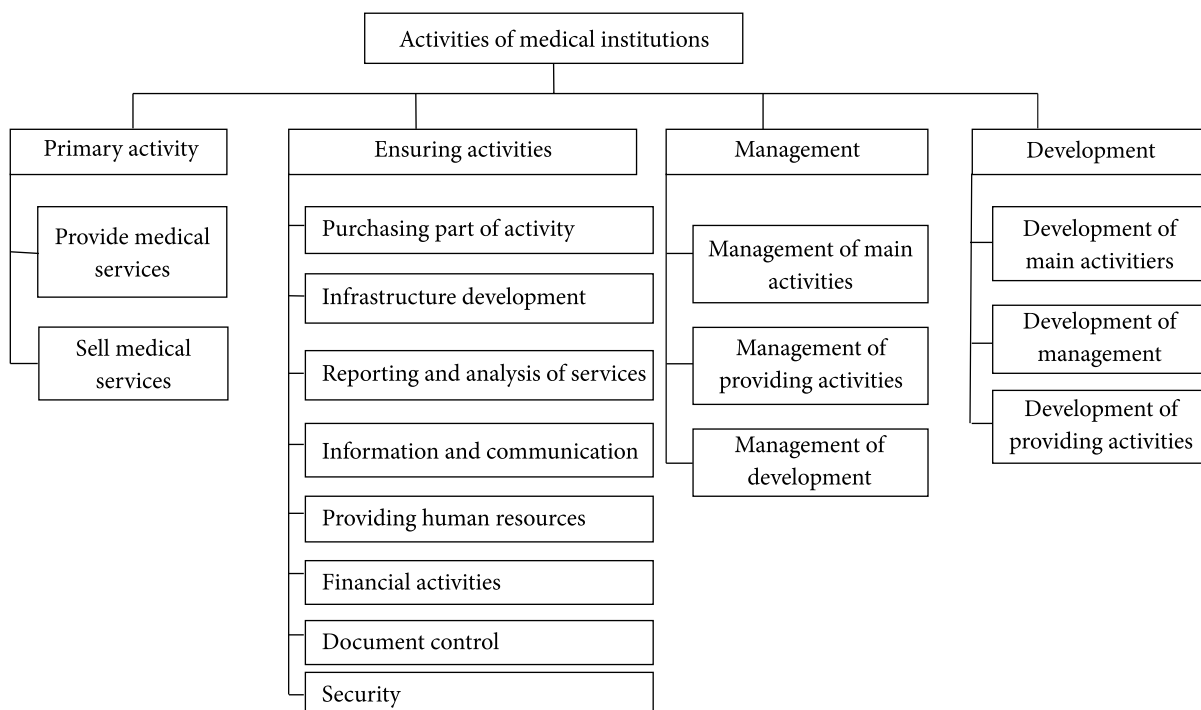 Activities of medical institutions
Primary activity
Provide medical
services
Sell medical
services
Ensuring activities
Purchasing part of activity
Infrastructure development
Reporting and analysis of services
Information and communication
Providing human resources
Financial activities
Document control
Security
Management
Management of main
activities
Management of
providing activities
Management of
development
Development
Development of
main activitiers
Development of
management
Development of
providing activities